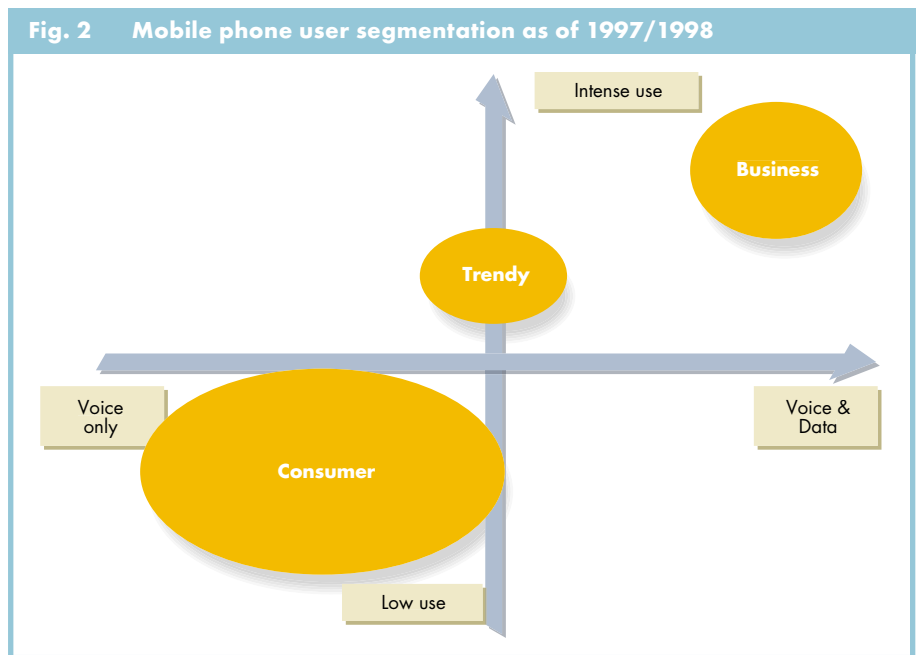 Fig. 2 Mobile phone user segmentation as of 1997/1998
Intense use
Business
Trendy
Voice
only
Voice &
Data
Consumer
Low use